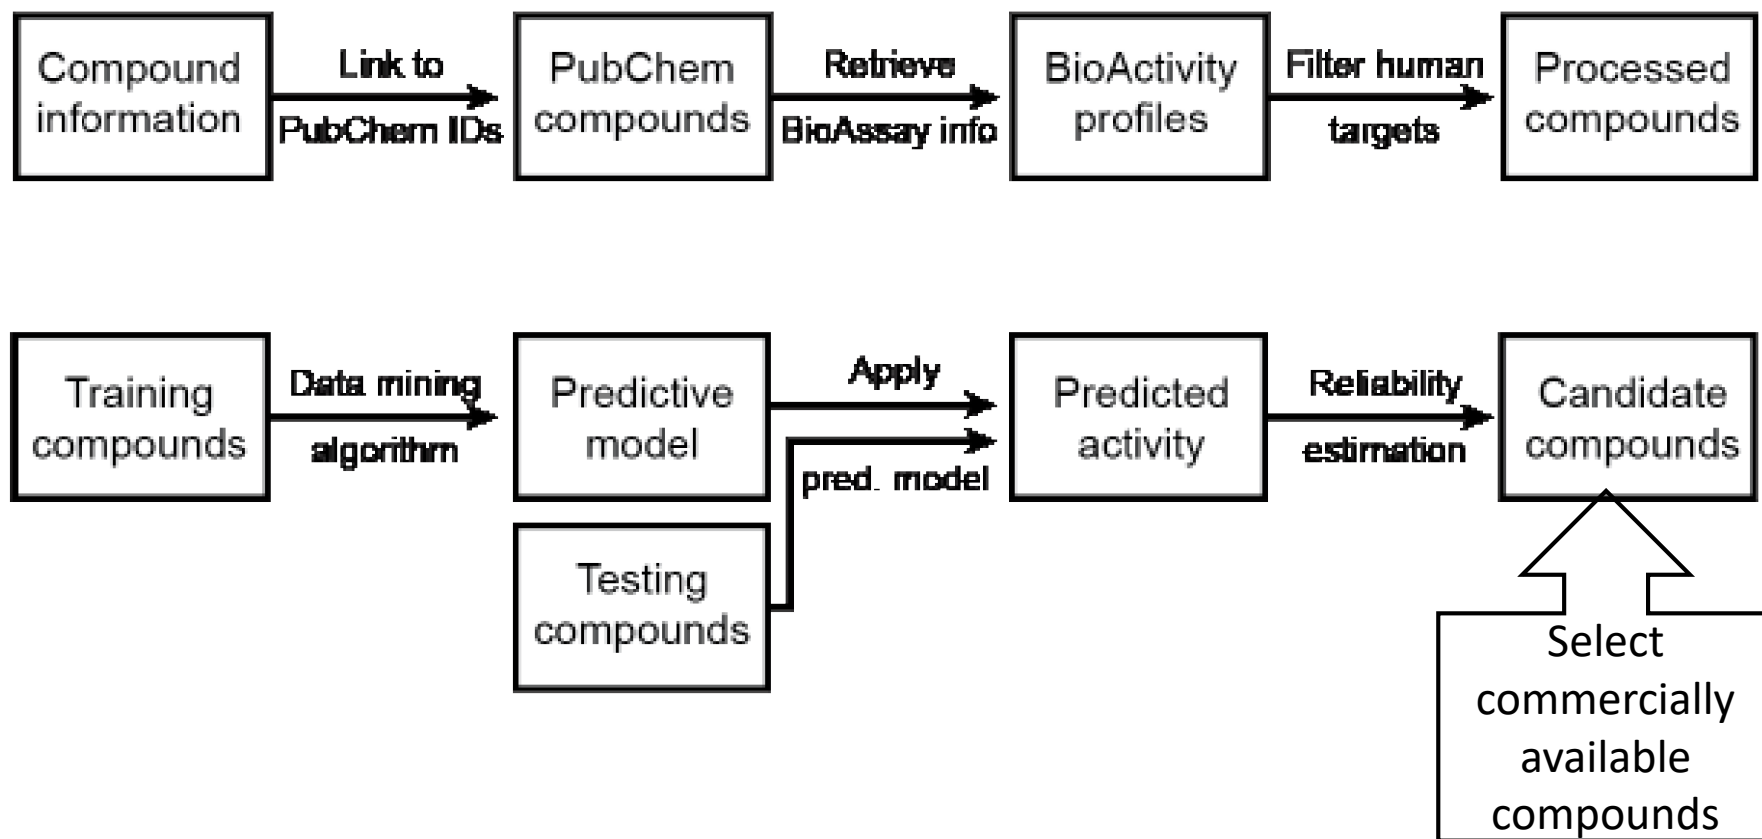 Compound
information
Link to
PubChem IDs
PubChem
compounds
Retrieve
BioAssay info
BioActivity
profiles
Filter human
targets
Processed
compounds
Training
compounds
Data mining
algorithm
Predictive
model
Apply
pred. model
Predicted
activity
Reliability
estimation
Candidate
compounds
Testing
compounds
Select
commercially
available
compounds